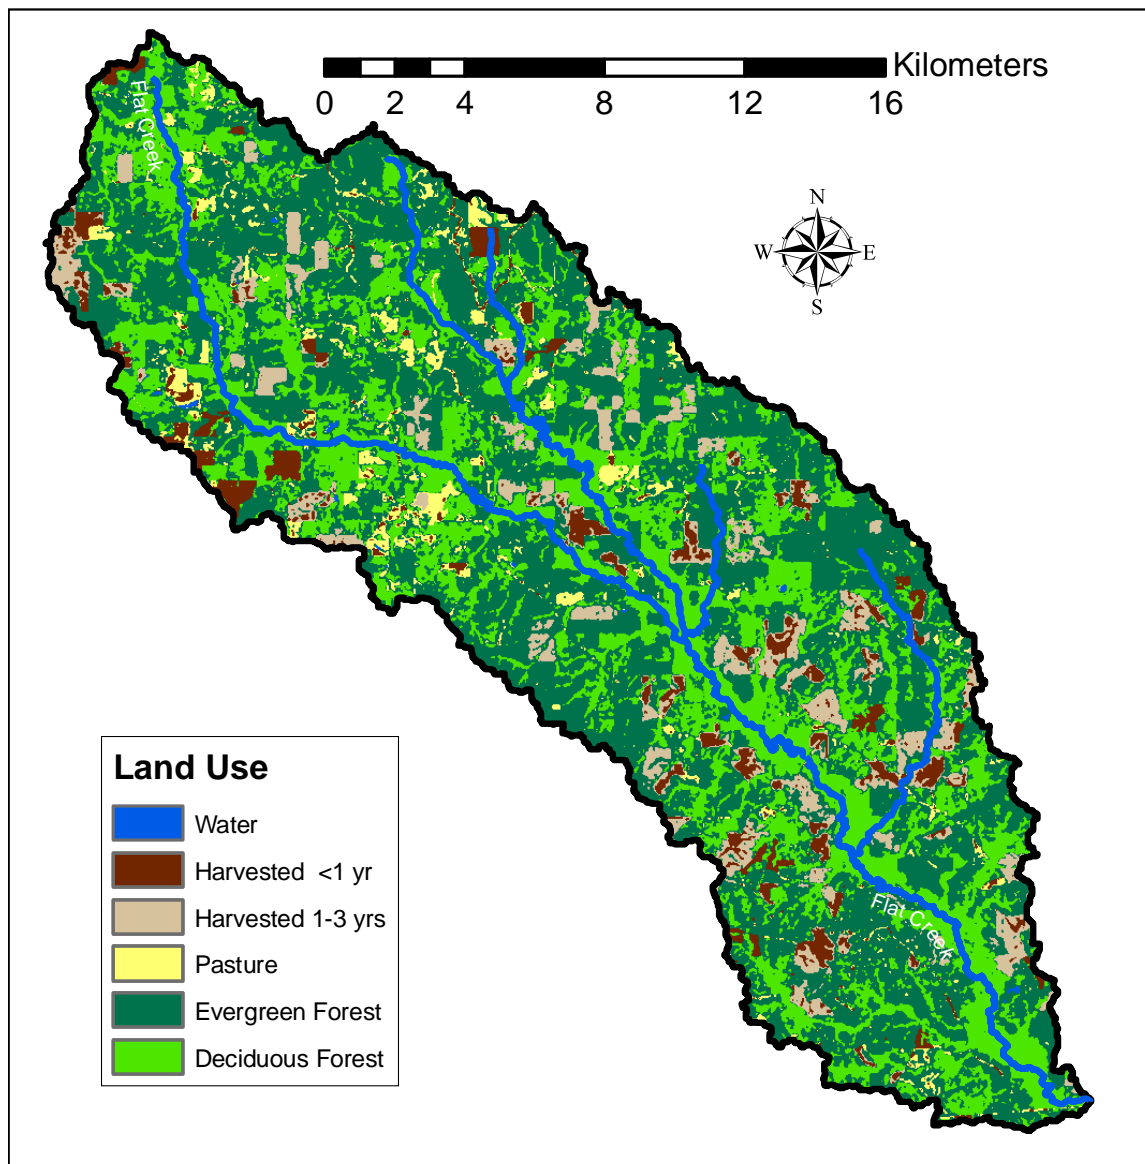 Kilometers
0 2 4 8 12 16
Flat Creek
N
W E
S
Land Use
Water
Harvested <1 yr
Harvested 1-3 yrs
Pasture
Evergreen Forest
Deciduous Forest
Flat Creek